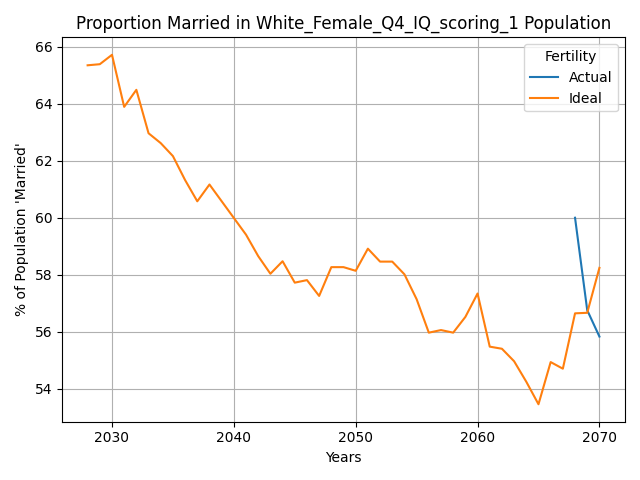 Proportion Married in White_Female_Q4_IQ_scoring_1 Population
66
64
62
60
58
56
54
% of Population 'Married'
Fertility
Actual
Ideal
2030 2040 2050 2060 2070
Years